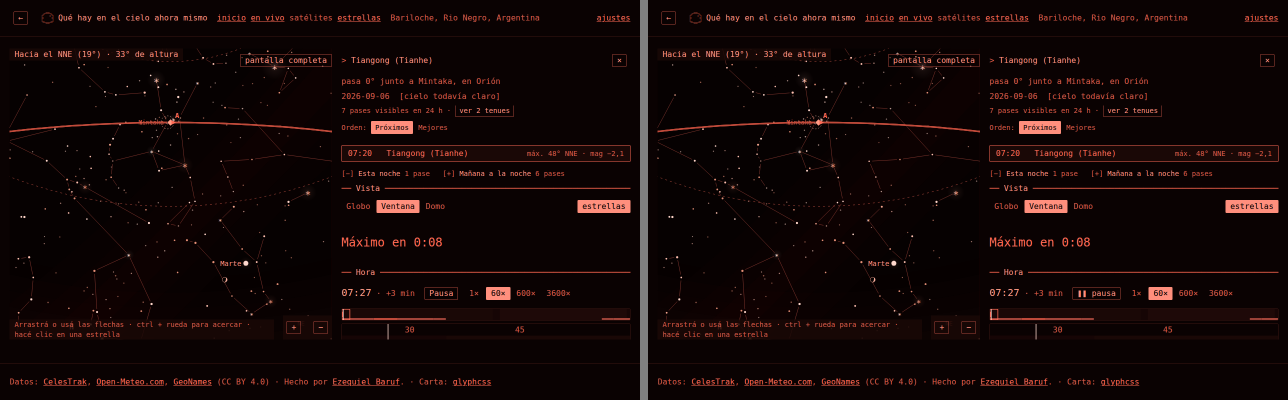 ← Qué hay en el cielo ahora mismo inicio en vivo satélites estrellas Bariloche, Río Negro, Argentina ajustes
Hacia el NNE (19°) · 33° de altura
pantalla completa
> Tiangong (Tianhe) ×
pasa 0° junto a Mintaka, en Orión
2026-09-06 [cielo todavía claro]
7 pases visibles en 24 h · ver 2 tenues
Orden: Próximos Mejores
07:20 Tiangong (Tianhe) máx. 48° NNE · mag −2,1
[−] Esta noche 1 pase [+] Mañana a la noche 6 pases
Vista
Globo Ventana Domo estrellas
Máximo en 0:08
Marte
Hora
07:27 · +3 min Pausa 1× 60× 600× 3600×
30 45
Arrastrá o usá las flechas · ctrl + rueda para acercar ·
hacé clic en una estrella
+ −
Datos: CelesTrak, Open-Meteo.com, GeoNames (CC BY 4.0) · Hecho por Ezequiel Baruf. · Carta: glyphcss
← Qué hay en el cielo ahora mismo inicio en vivo satélites estrellas Bariloche, Río Negro, Argentina ajustes
Hacia el NNE (19°) · 33° de altura
pantalla completa
> Tiangong (Tianhe) ×
pasa 0° junto a Mintaka, en Orión
2026-09-06 [cielo todavía claro]
7 pases visibles en 24 h · ver 2 tenues
Orden: Próximos Mejores
07:20 Tiangong (Tianhe) máx. 48° NNE · mag −2,1
[−] Esta noche 1 pase [+] Mañana a la noche 6 pases
Vista
Globo Ventana Domo estrellas
Máximo en 0:08
Marte
Hora
07:27 · +3 min ❚❚ pausa 1× 60× 600× 3600×
30 45
Arrastrá o usá las flechas · ctrl + rueda para acercar ·
hacé clic en una estrella
+ −
Datos: CelesTrak, Open-Meteo.com, GeoNames (CC BY 4.0) · Hecho por Ezequiel Baruf. · Carta: glyphcss